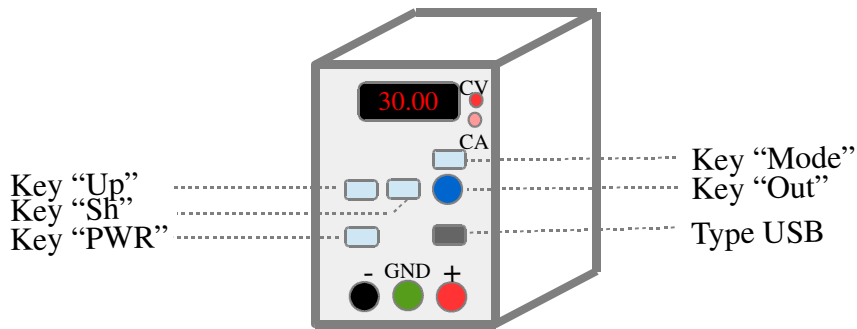 CV
30.00
CA
Key “Mode”
Key “Up”
Key “Out”
Key “Sh”
Key “PWR”
Type USB
- GND +